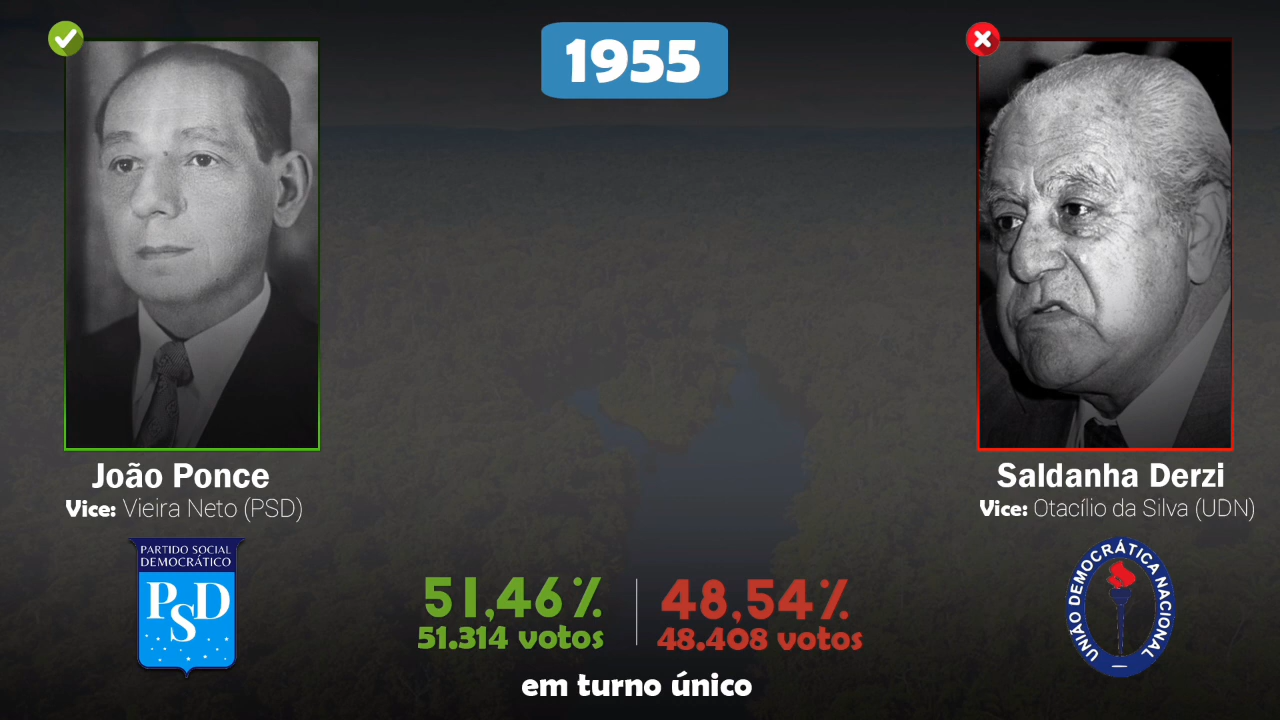 1955
João Ponce
Vice: Vieira Neto (PSD)
PARTIDO SOCIAL
DEMOCRÁTICO
PSD
Saldanha Derzi
Vice: Otacílio da Silva (UDN)
UNIÃO DEMOCRÁTICA NACIONAL
51,46%
51.314 votos
48,54%
48.408 votos
em turno único